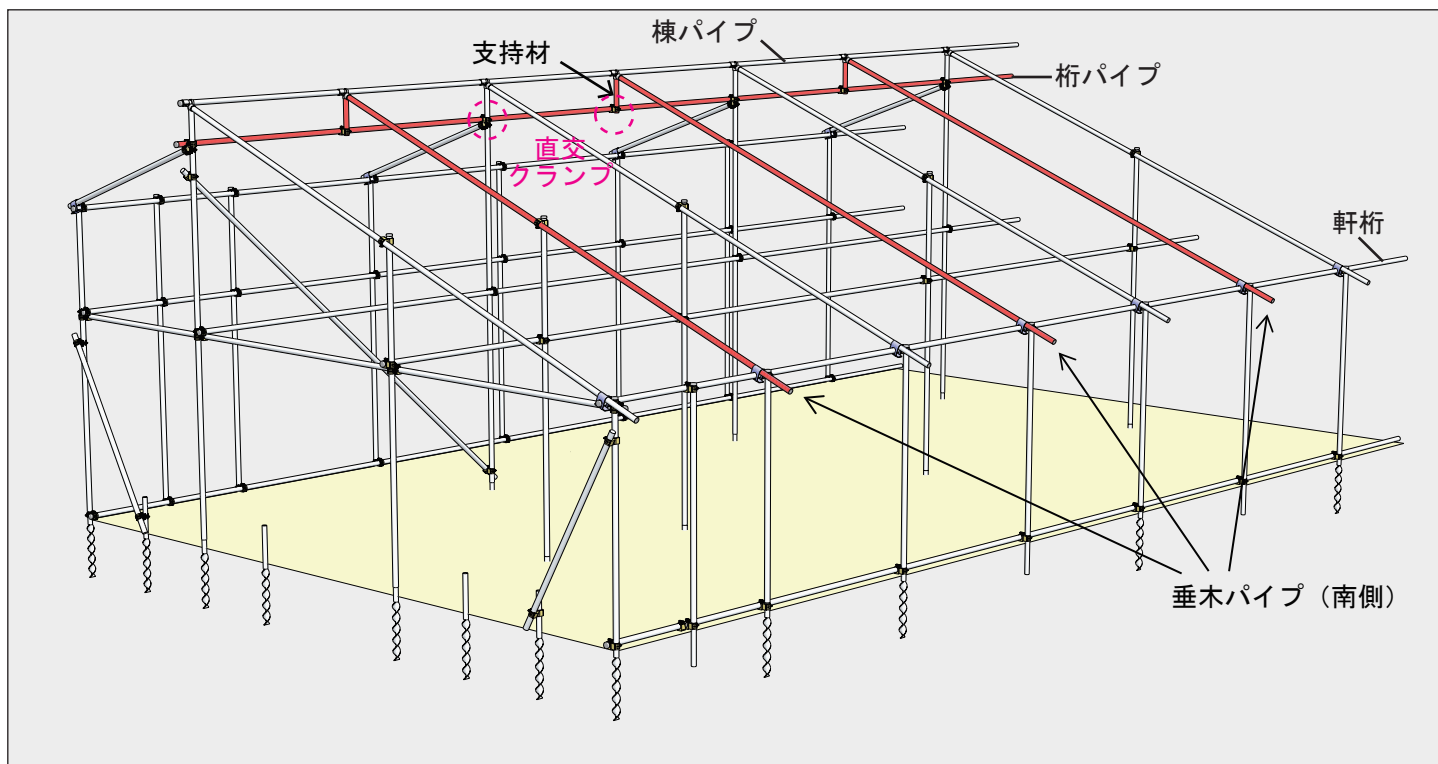 棟パイプ
支持材
桁パイプ
直交
クランプ
軒桁
垂木パイプ（南側）